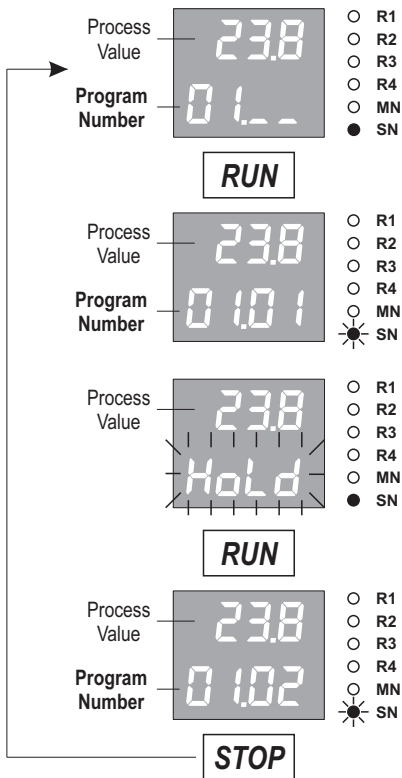 Process
Value
23.8
Program
Number
01._ _
R1
R2
R3
R4
MN
SN
RUN
Process
Value
23.8
Program
Number
01.01
R1
R2
R3
R4
MN
SN
Process
Value
23.8
HoLd
R1
R2
R3
R4
MN
SN
RUN
Process
Value
23.8
Program
Number
01.02
R1
R2
R3
R4
MN
SN
STOP